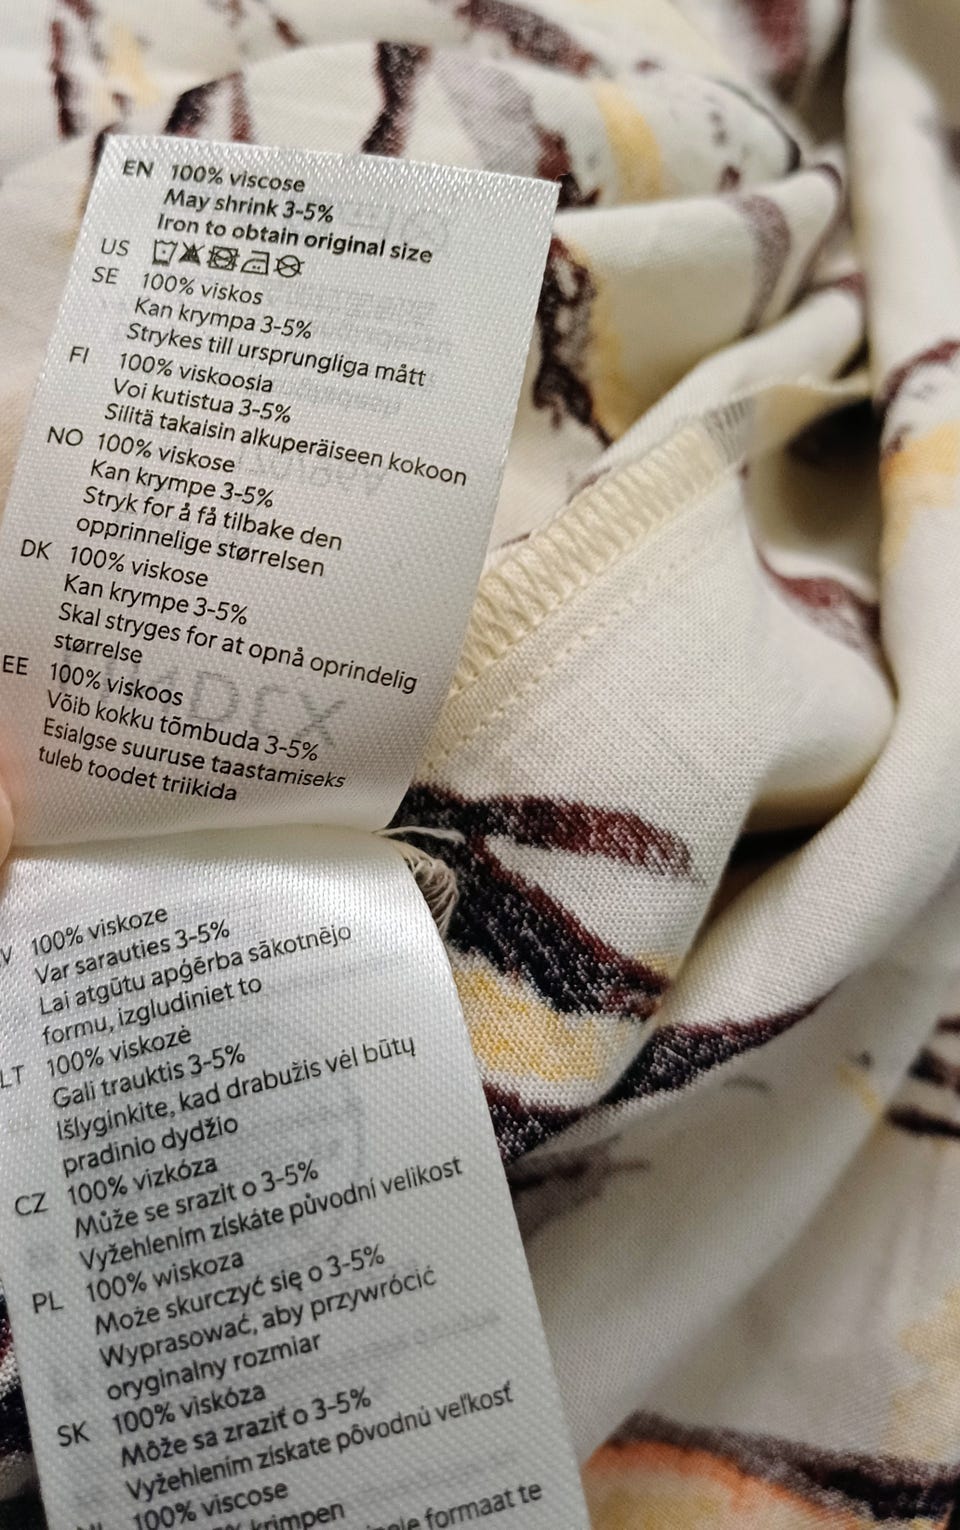 EN 100% viscose
May shrink 3-5%
Iron to obtain original size
US
SE 100% viskos
Kan krympa 3-5%
Strykes till ursprungliga mått
FI 100% viskoosia
Voi kutistua 3-5%
Silitä takaisin alkuperäiseen kokoon
NO 100% viskose
Kan krympe 3-5%
Stryk for å få tilbake den
opprinnelige størrelsen
DK 100% viskose
Kan krympe 3-5%
Skal stryges for at opnå oprindelig
størrelse
EE 100% viskoos
Võib kokku tõmbuda 3-5%
Esialgse suuruse taastamiseks
tuleb toodet triikida
100% viskoze
Var sarauties 3-5%
Lai atgūtu apģērba sākotnējo
formu, izgludiniet to
LT 100% viskozė
Gali trauktis 3-5%
Išlyginkite, kad drabužis vėl būtų
pradinio dydžio
CZ 100% vizkóza
Může se srazit o 3-5%
Vyžehlením získáte původní velikost
PL 100% wiskoza
Może skurczyć się o 3-5%
Wyprasować, aby przywrócić
oryginalny rozmiar
SK 100% viskóza
Môže sa zraziť o 3-5%
Vyžehlením získate pôvodnú veľkosť
100% viscose
krimpen
formaat te